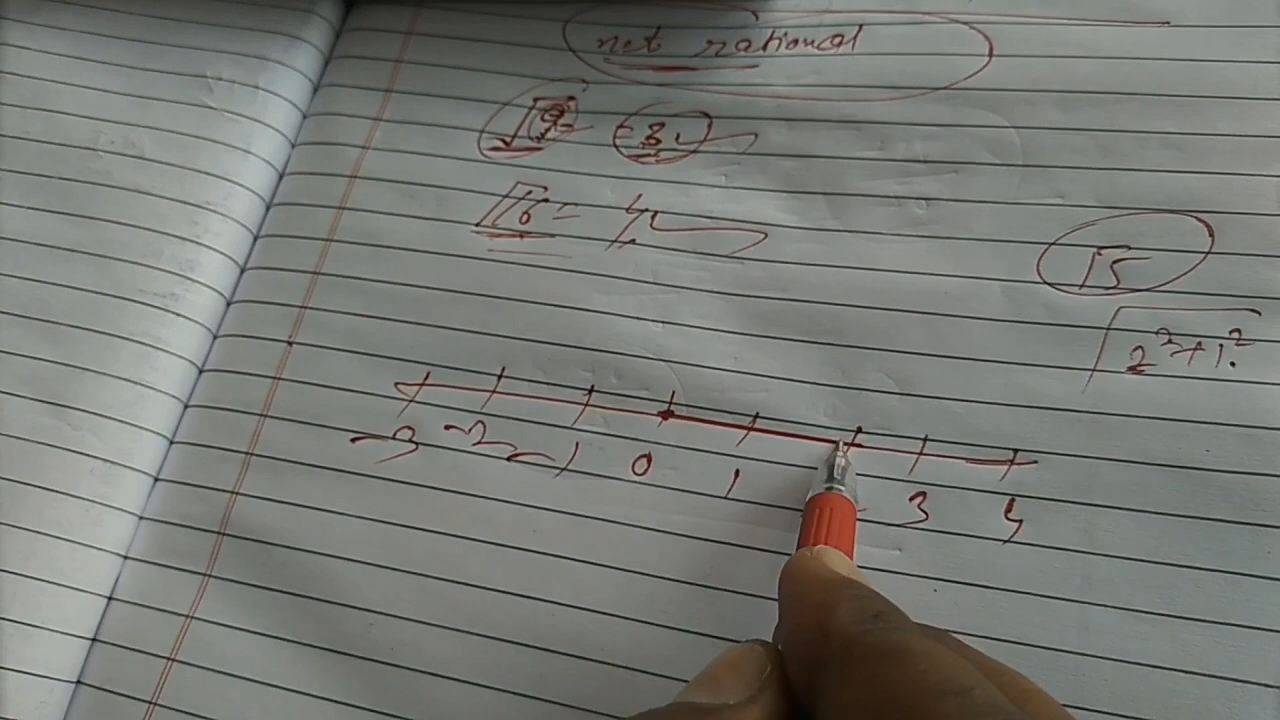 not rational
√9 = 3
√16 = 4
√5
√2²+1²
-3 -2 -1 0 1 3 4